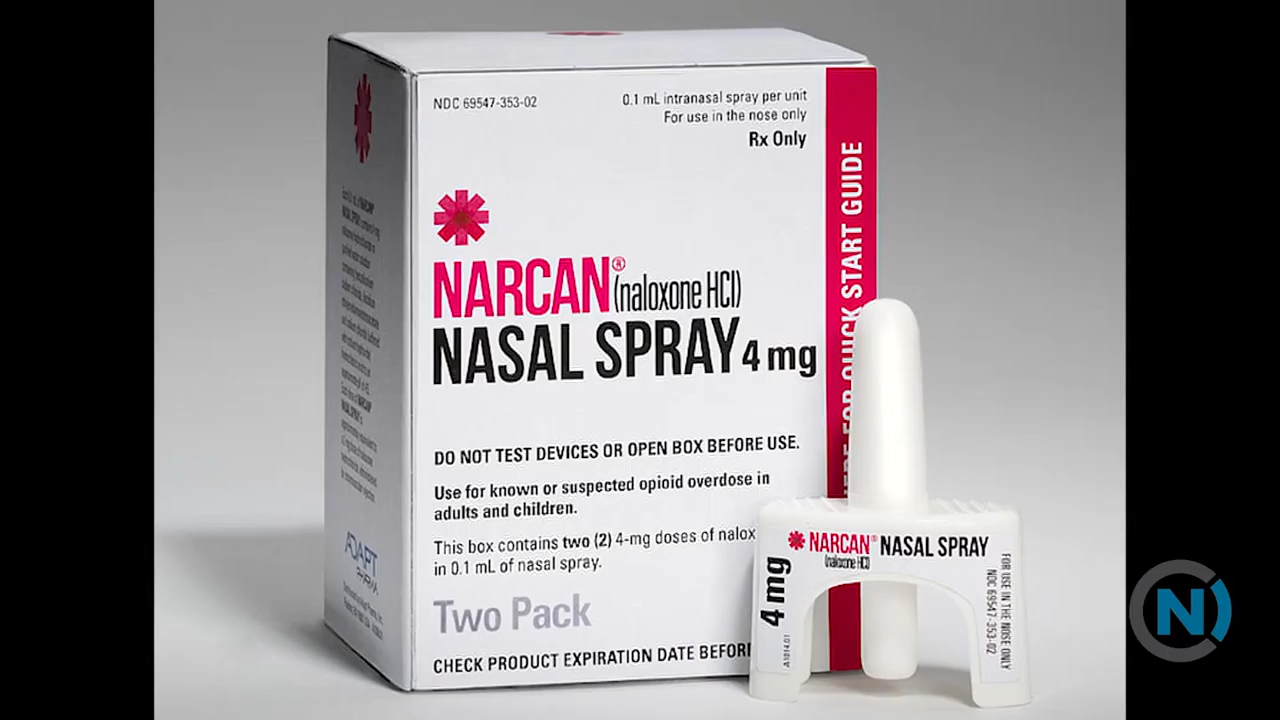 NDC 69547-353-02
0.1 mL intranasal spray per unit
For use in the nose only
Rx Only
NARCAN® (naloxone HCl)
NASAL SPRAY 4 mg
DO NOT TEST DEVICES OR OPEN BOX BEFORE USE.
Use for known or suspected opioid overdose in
adults and children.
This box contains two (2) 4-mg doses of nalox
in 0.1 mL of nasal spray.
Two Pack
CHECK PRODUCT EXPIRATION DATE BEFOR
FOR QUICK START GUIDE
ADAPT
PHARMA
NARCAN® NASAL SPRAY
(naloxone HCl)
4 mg
A1014.01
FOR USE IN THE NOSE ONLY
NDC 69547-353-02
N